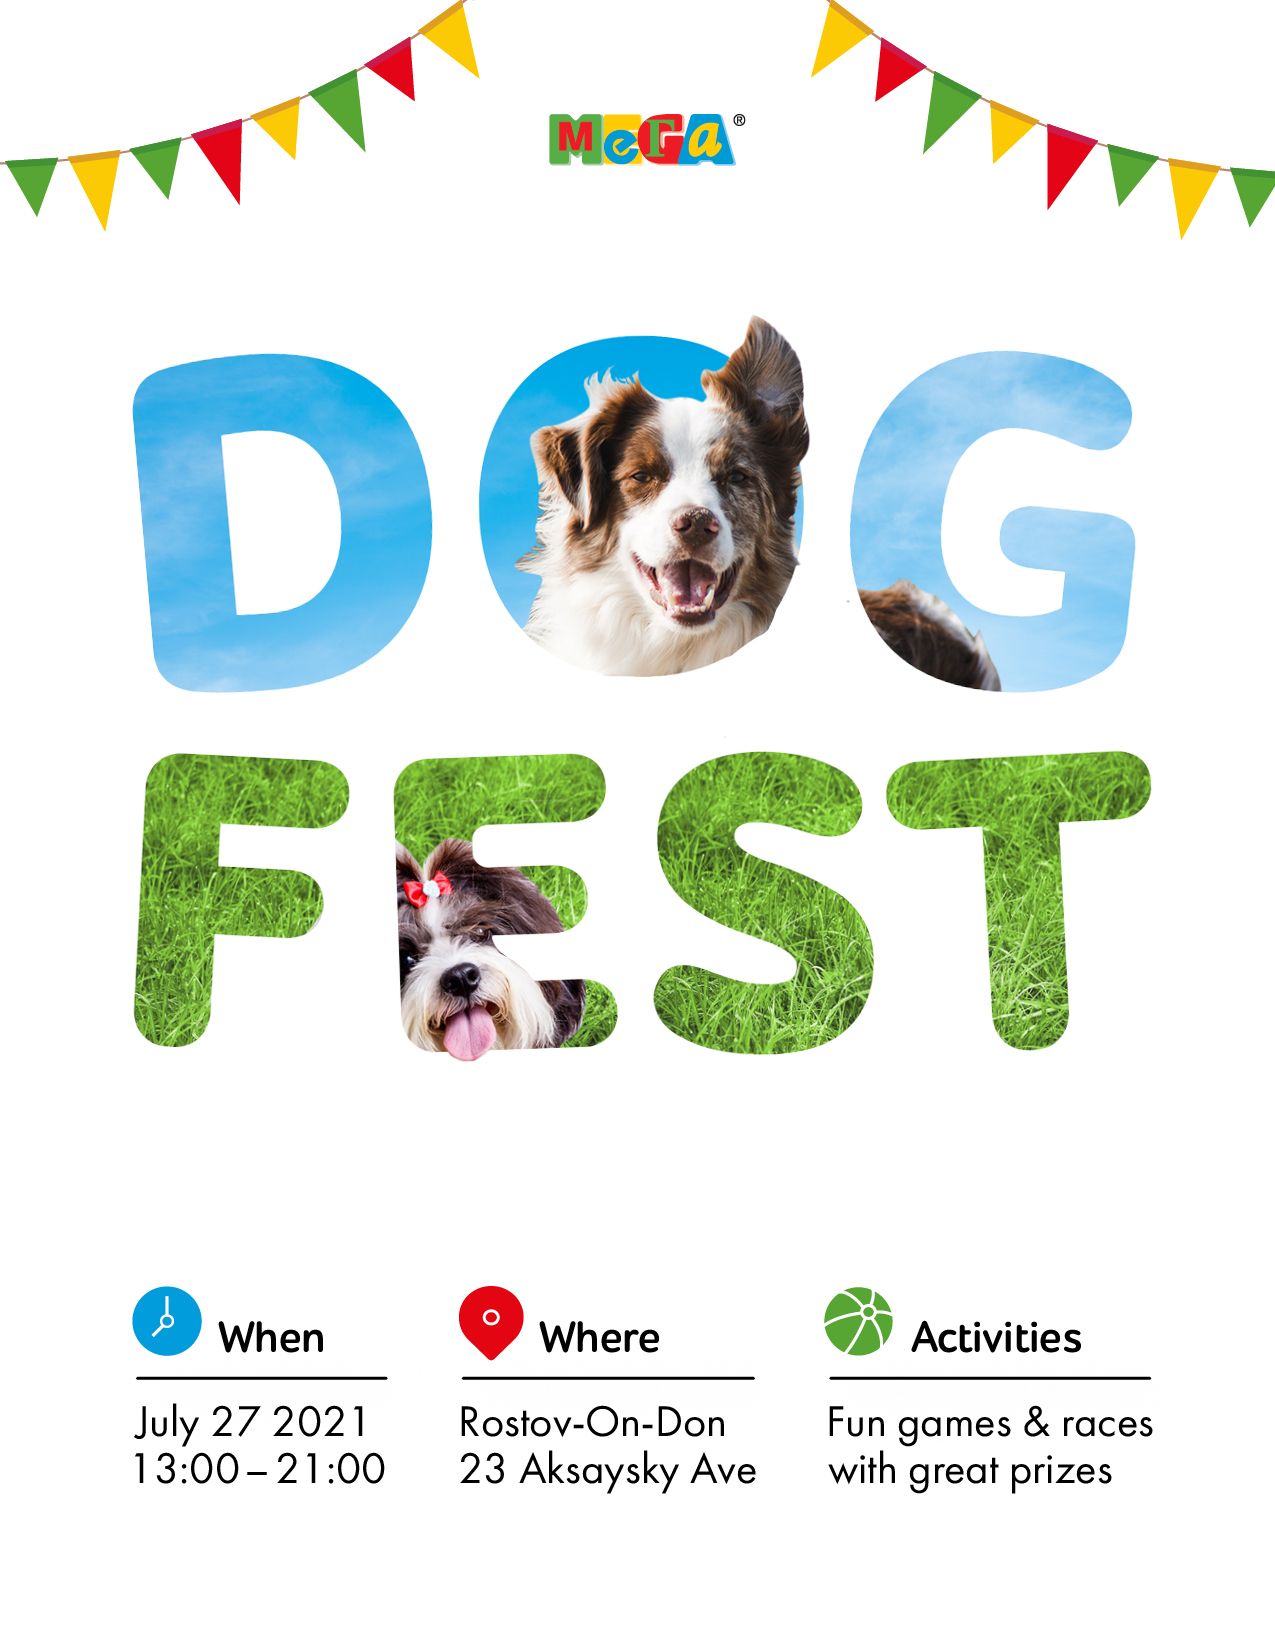 МЕГА®
DOG
FEST
When
July 27 2021
13:00 – 21:00
Where
Rostov-On-Don
23 Aksaysky Ave
Activities
Fun games & races
with great prizes